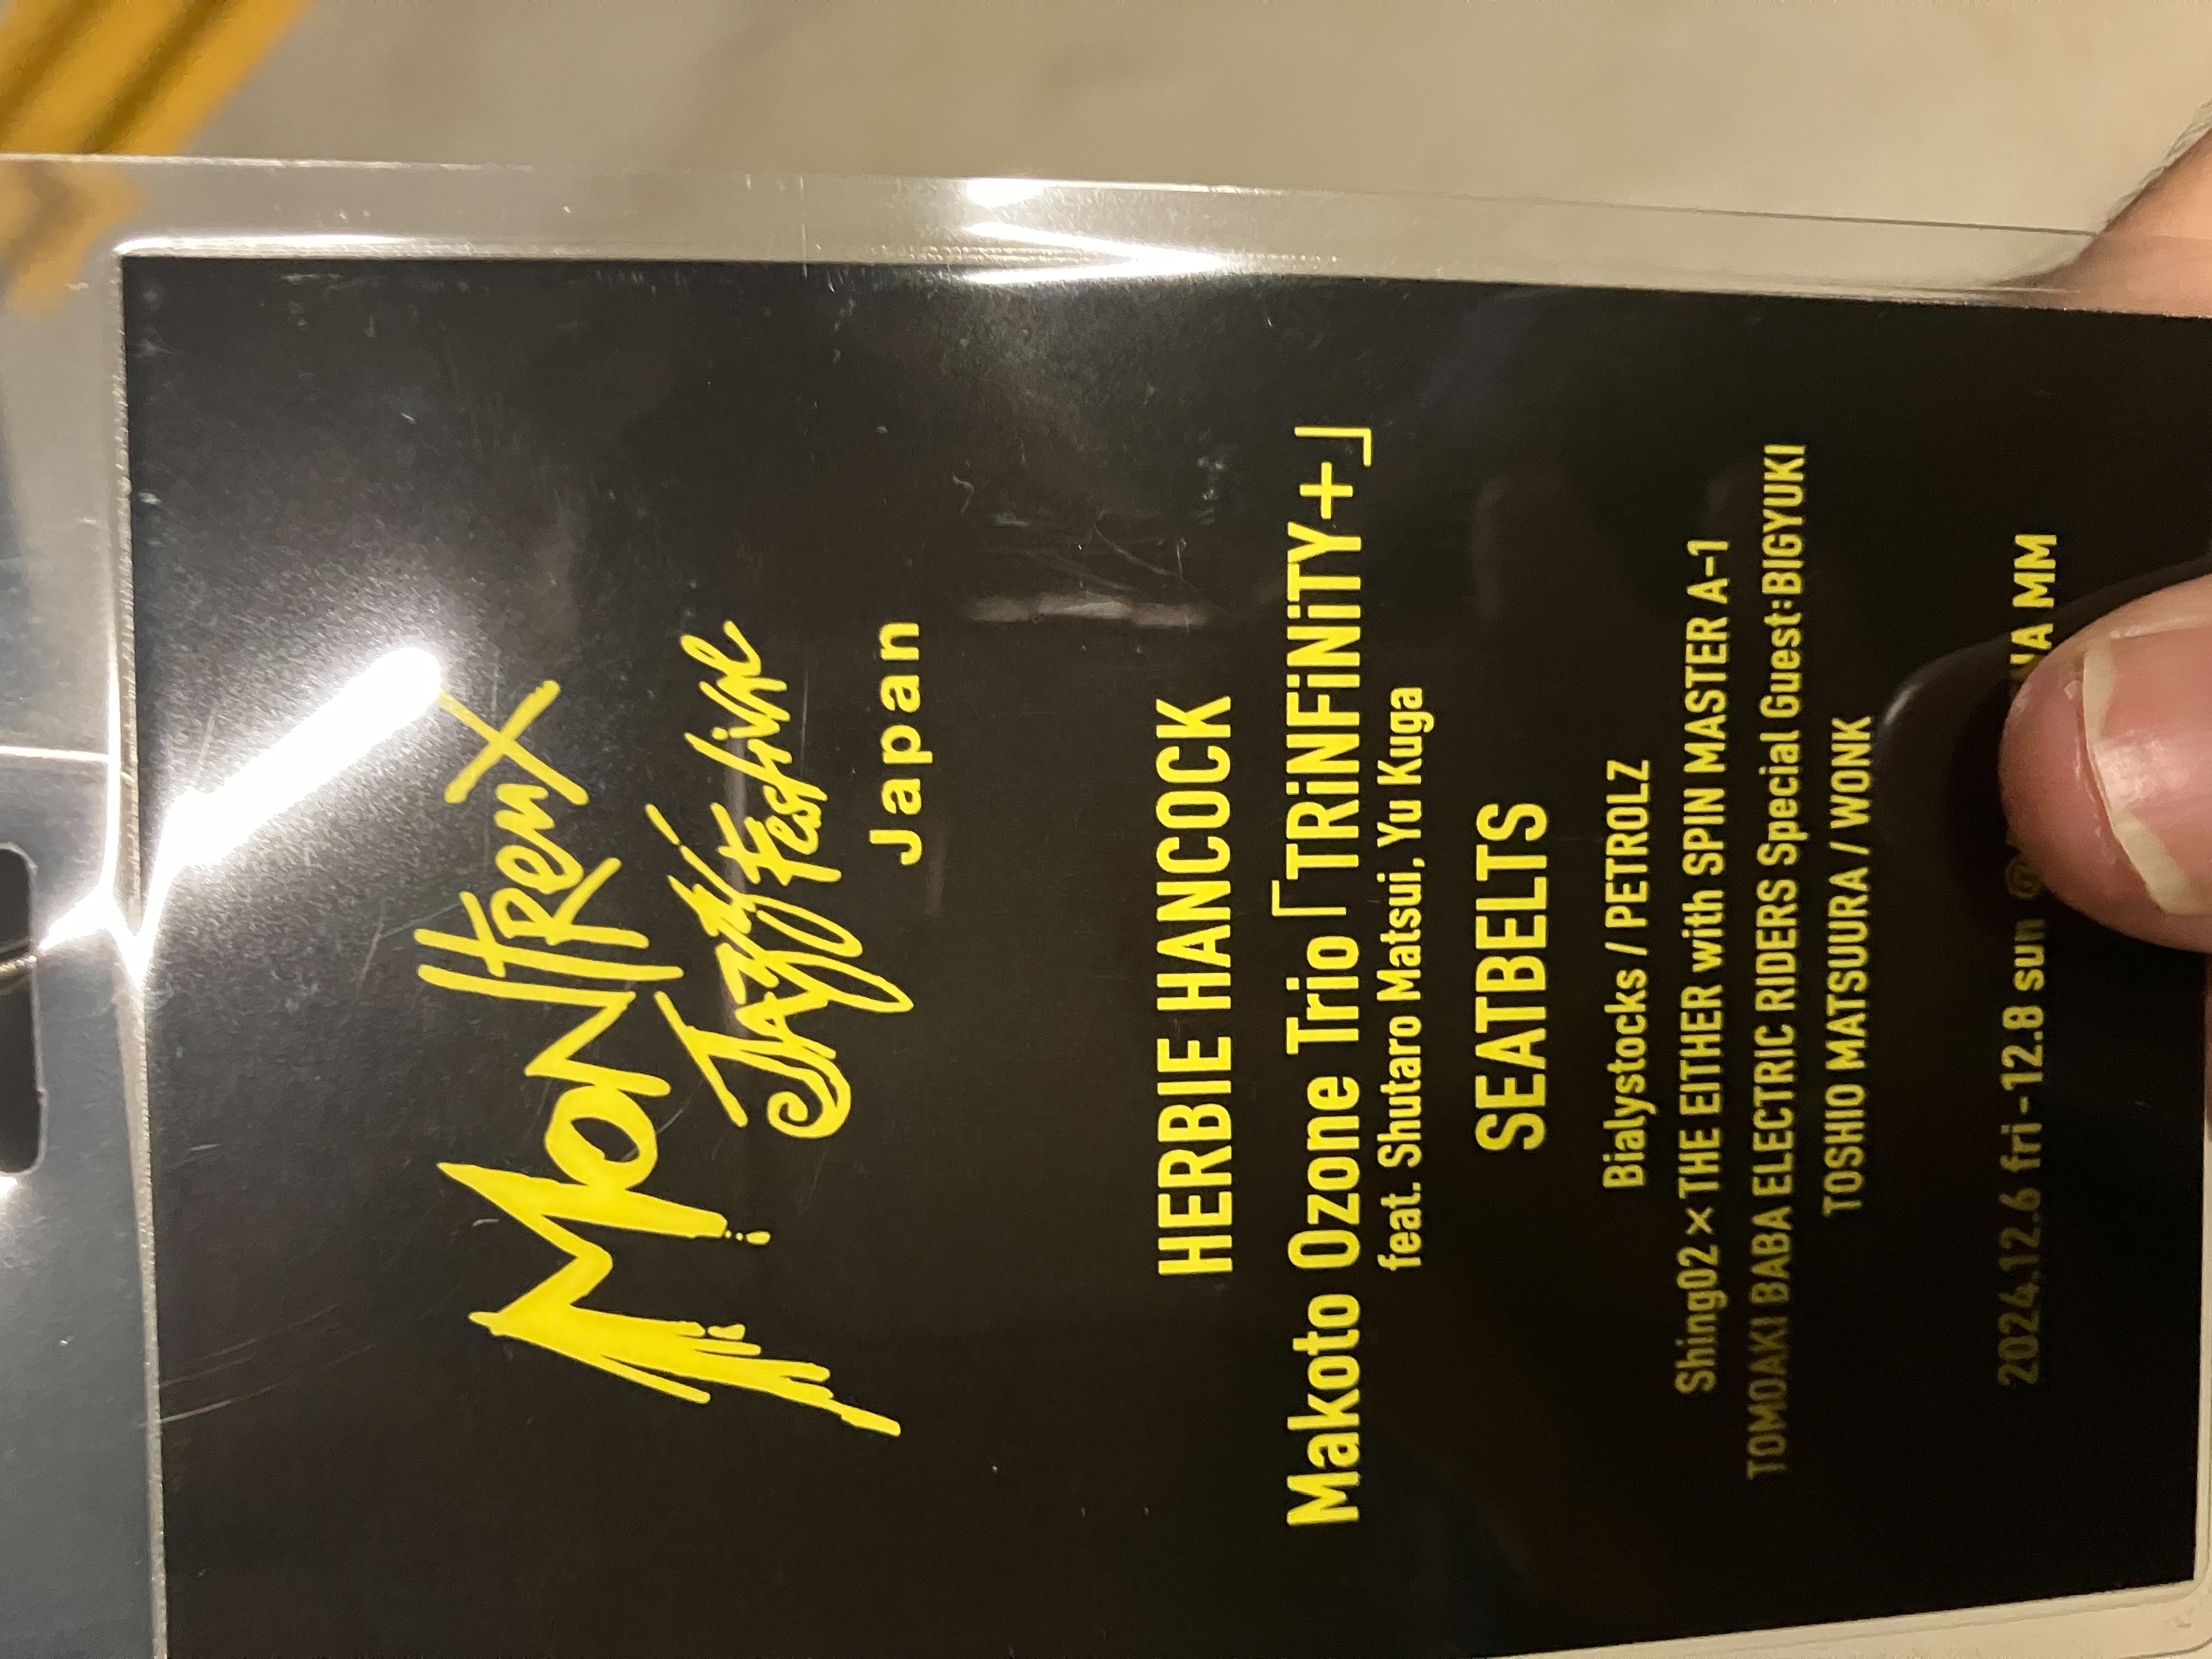 MONTREUX
JAZZ Festival
Japan
HERBIE HANCOCK
Makoto Ozone Trio「TRiNFiNiTY+」
feat. Shutaro Matsui, Yu Kuga
SEATBELTS
Bialystocks / PETROLZ
Shing02 × THE EITHER with SPIN MASTER A-1
TOMOAKI BABA ELECTRIC RIDERS Special Guest:BIGYUKI
TOSHIO MATSUURA / WONK
2024.12.6 fri-12.8 sun @ MM